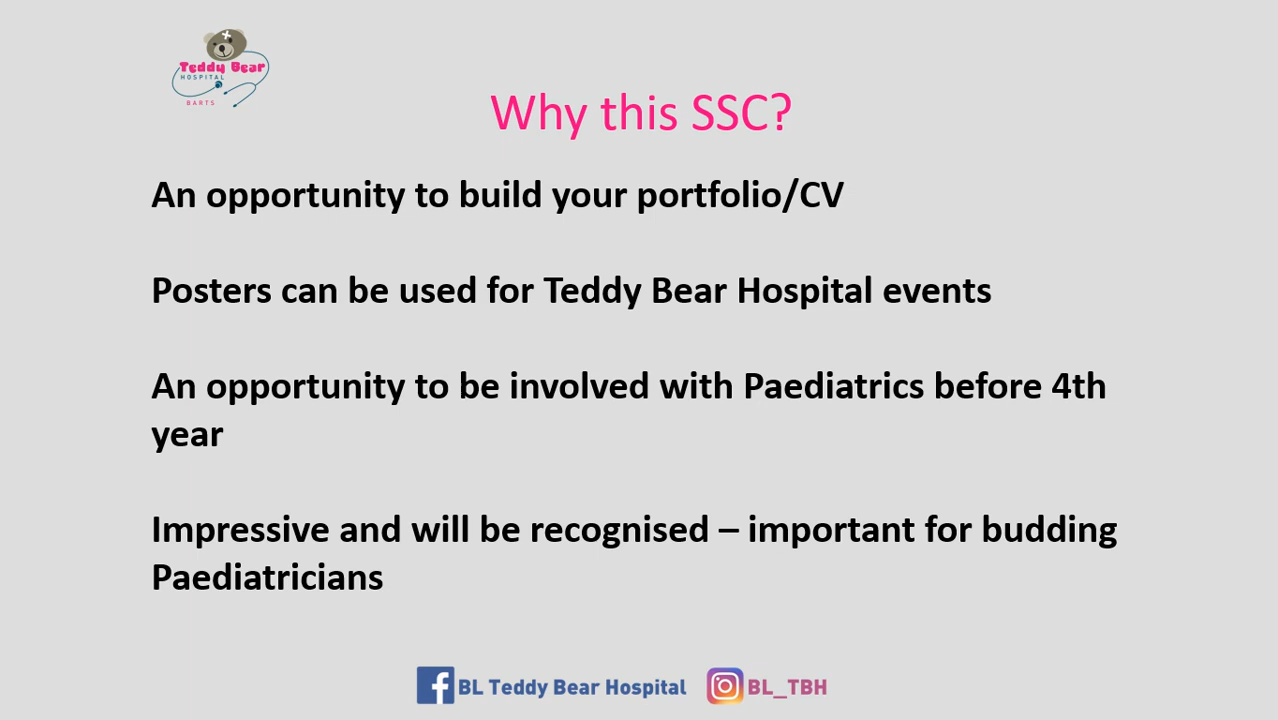 Teddy Bear
HOSPITAL
BARTS
Why this SSC?
An opportunity to build your portfolio/CV
Posters can be used for Teddy Bear Hospital events
An opportunity to be involved with Paediatrics before 4th
year
Impressive and will be recognised – important for budding
Paediatricians
BL Teddy Bear Hospital BL_TBH